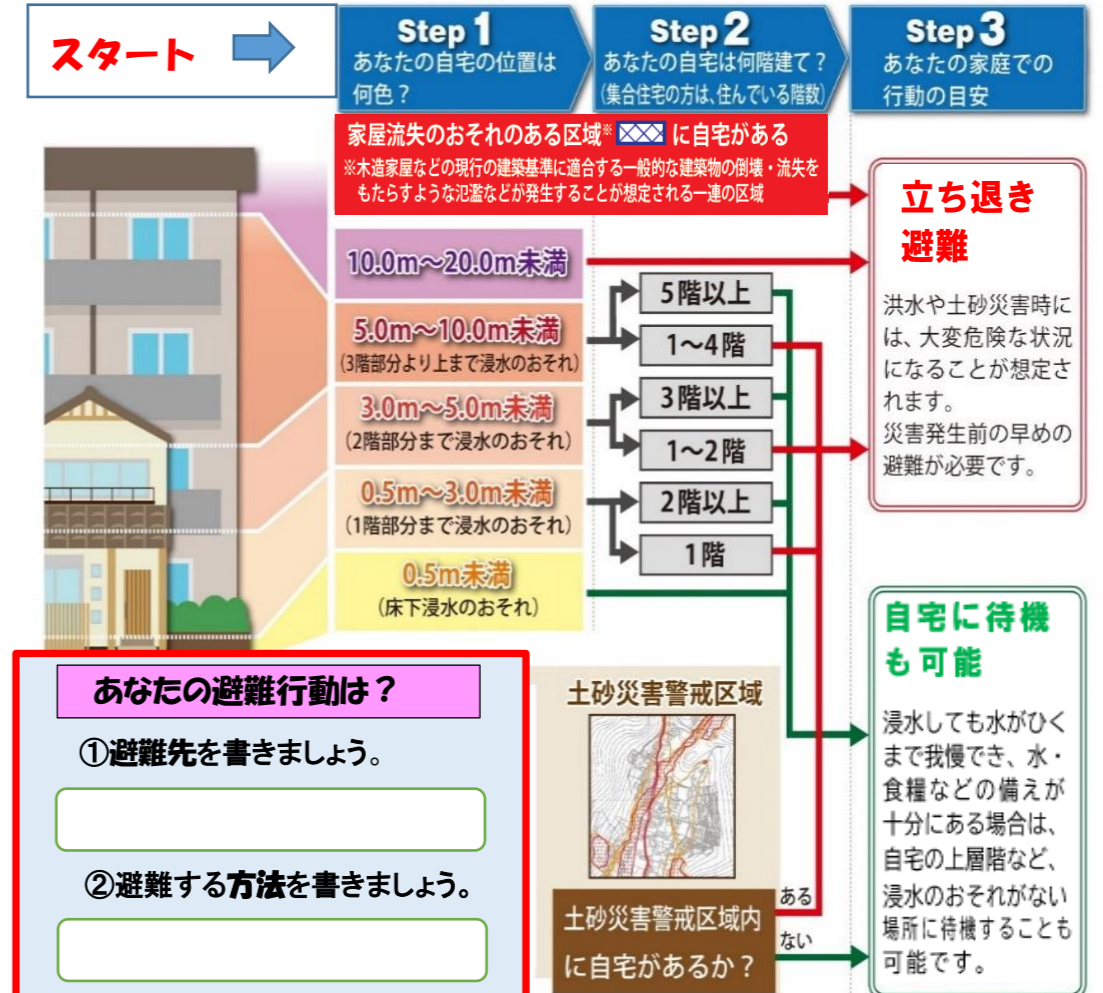 スタート
Step 1
あなたの自宅の位置は
何色？
Step 2
あなたの自宅は何階建て？
(集合住宅の方は、住んでいる階数)
Step 3
あなたの家庭での
行動の目安
家屋流失のおそれのある区域※ に自宅がある
※木造家屋などの現行の建築基準に適合する一般的な建築物の倒壊・流失を
もたらすような氾濫などが発生することが想定される一連の区域
10.0m～20.0m未満
5.0m～10.0m未満
(3階部分より上まで浸水のおそれ)
3.0m～5.0m未満
(2階部分まで浸水のおそれ)
0.5m～3.0m未満
(1階部分まで浸水のおそれ)
0.5m未満
(床下浸水のおそれ)
5階以上
1～4階
3階以上
1～2階
2階以上
1階
立ち退き
避難
洪水や土砂災害時に
は、大変危険な状況
になることが想定さ
れます。
災害発生前の早めの
避難が必要です。
自宅に待機
も可能
浸水しても水がひく
まで我慢でき、水・
食糧などの備えが
十分にある場合は、
自宅の上層階など、
浸水のおそれがない
場所に待機することも
可能です。
あなたの避難行動は？
①避難先を書きましょう。
②避難する方法を書きましょう。
土砂災害警戒区域
土砂災害警戒区域内
に自宅があるか？
ある
ない